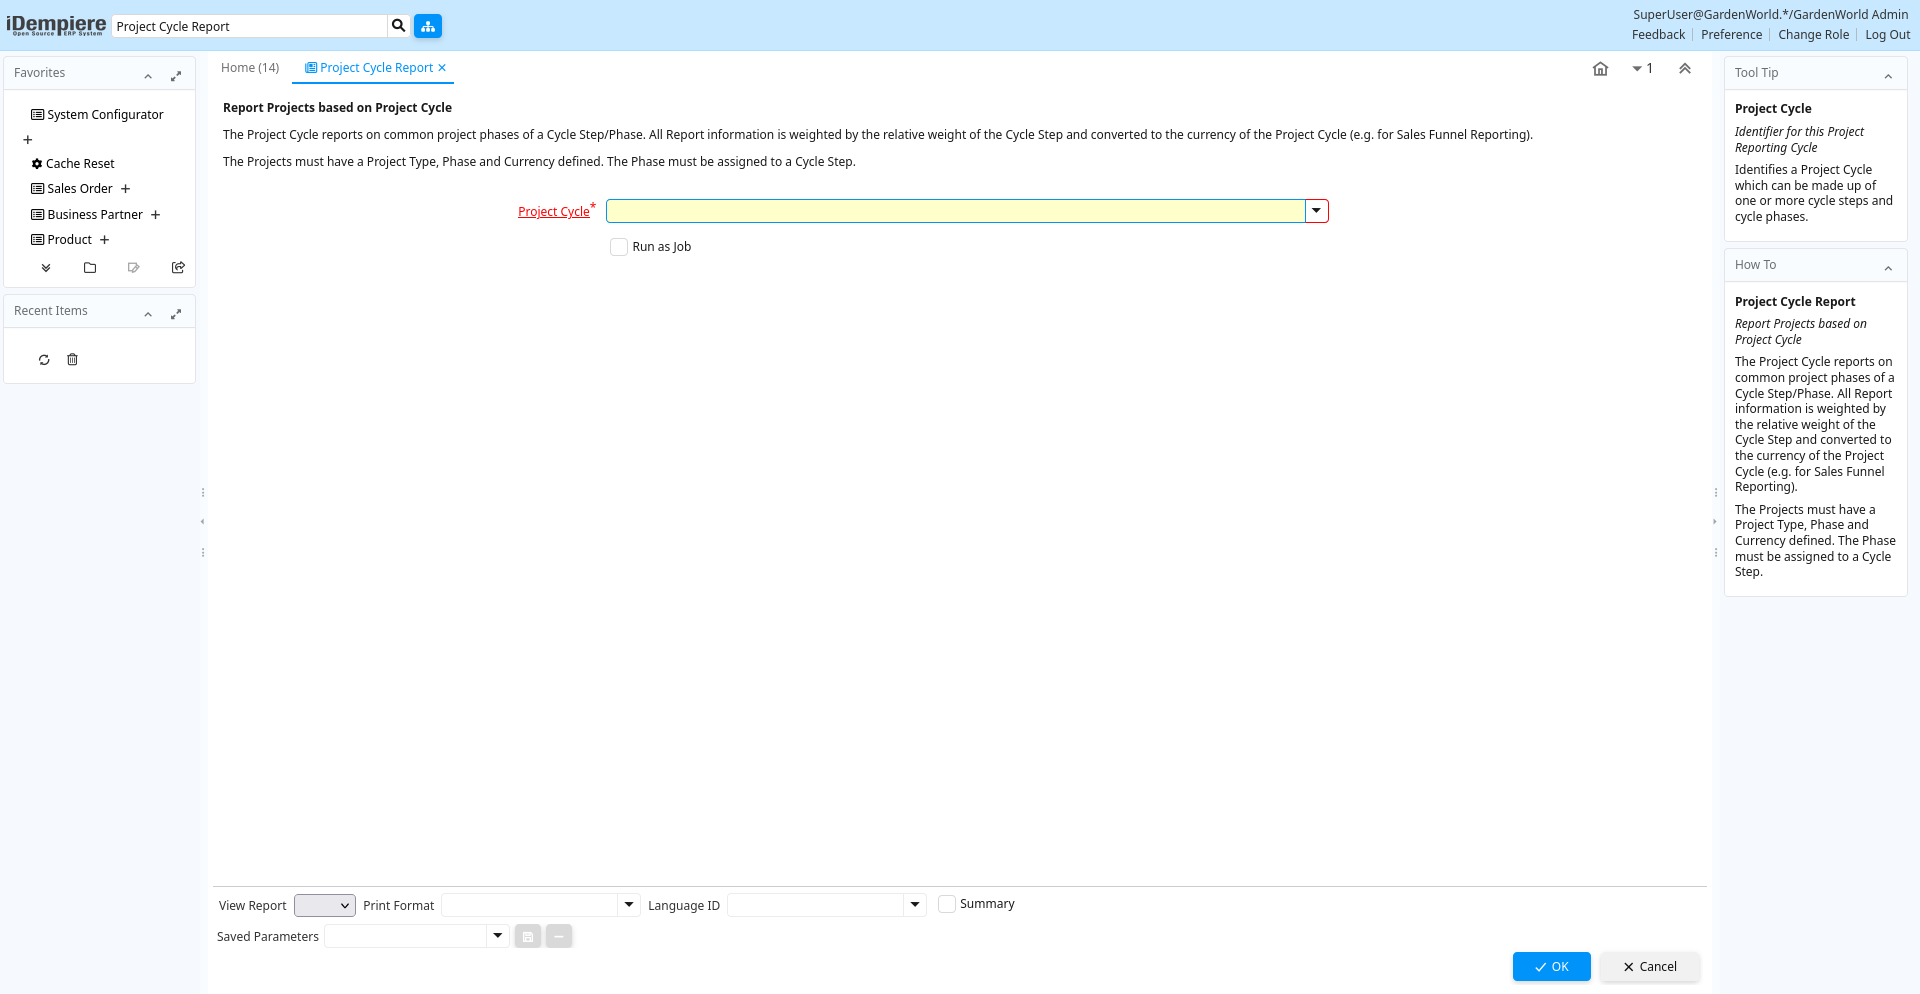 iDempiere
Open Source ERP System
Project Cycle Report
SuperUser@GardenWorld.*/GardenWorld Admin
Feedback
Preference
Change Role
Log Out
Favorites
System Configurator
Cache Reset
Sales Order
Business Partner
Product
Recent Items
Home (14)
Project Cycle Report
1
Report Projects based on Project Cycle
The Project Cycle reports on common project phases of a Cycle Step/Phase. All Report information is weighted by the relative weight of the Cycle Step and converted to the currency of the Project Cycle (e.g. for Sales Funnel Reporting).
The Projects must have a Project Type, Phase and Currency defined. The Phase must be assigned to a Cycle Step.
Project Cycle*
Run as Job
View Report
Print Format
Language ID
Summary
Saved Parameters
OK
Cancel
Tool Tip
Project Cycle
Identifier for this Project
Reporting Cycle
Identifies a Project Cycle
which can be made up of
one or more cycle steps and
cycle phases.
How To
Project Cycle Report
Report Projects based on
Project Cycle
The Project Cycle reports on
common project phases of a
Cycle Step/Phase. All Report
information is weighted by
the relative weight of the
Cycle Step and converted to
the currency of the Project
Cycle (e.g. for Sales Funnel
Reporting).
The Projects must have a
Project Type, Phase and
Currency defined. The Phase
must be assigned to a Cycle
Step.